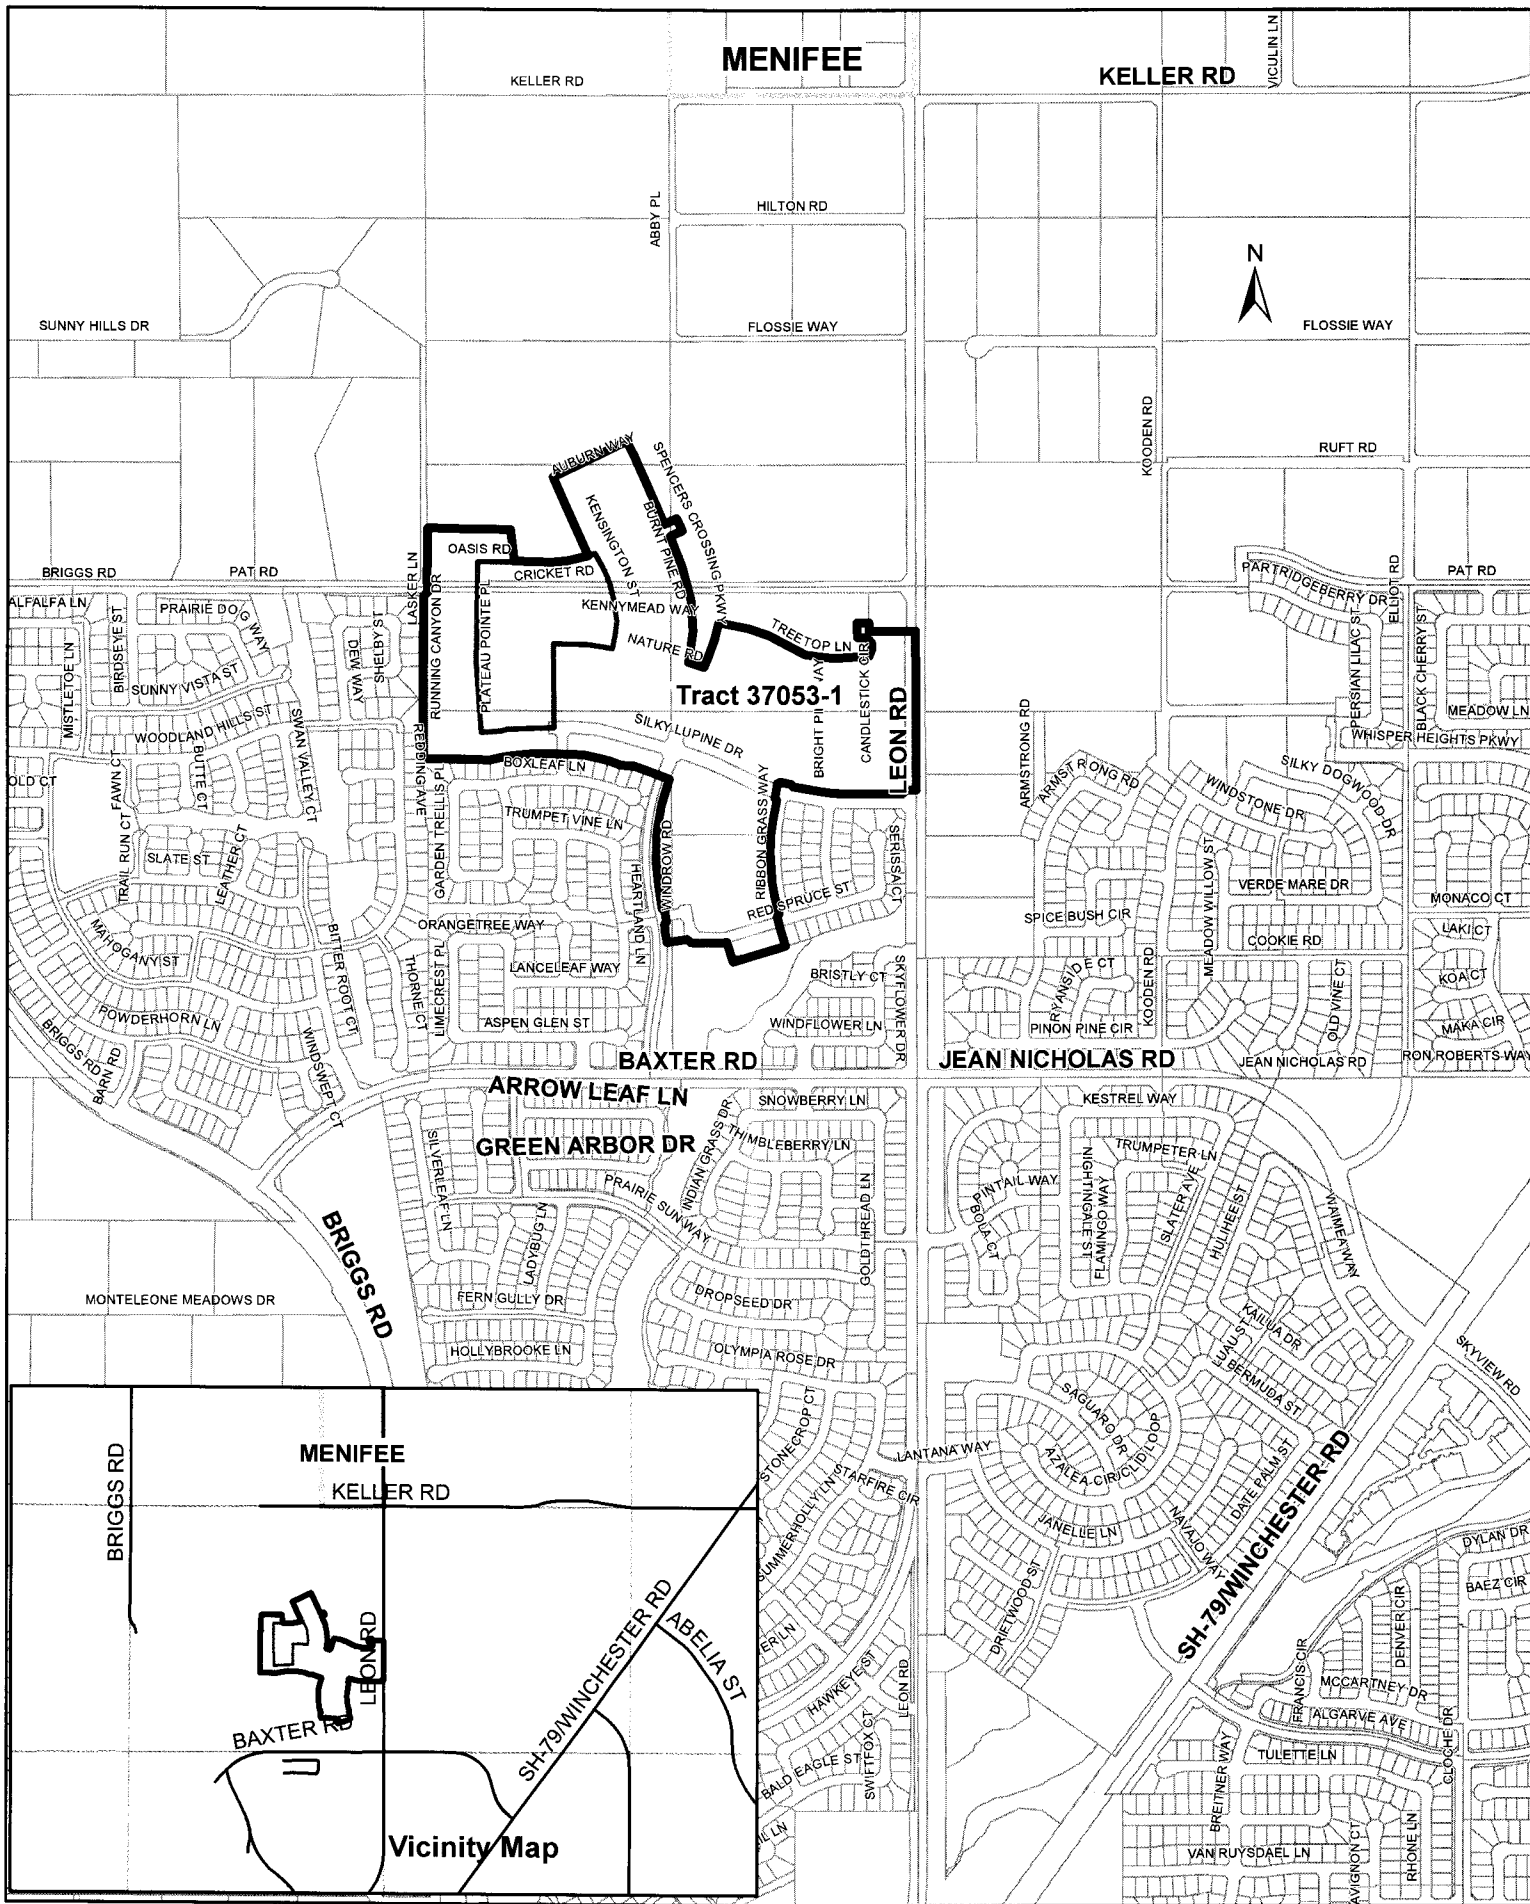 MENIFEE
KELLER RD
KELLER RD
VICULIN LN
ABBY PL
HILTON RD
N
SUNNY HILLS DR
FLOSSIE WAY
FLOSSIE WAY
KOODEN RD
RUFT RD
AUBURN WAY
SPENCERS CROSSING PKWY
KENSINGTON ST
BURNT PINE RD
OASIS RD
CRICKET RD
LASKER LN
BRIGGS RD
PAT RD
PAT RD
PARTRIDGEBERRY DR
ELLIOT RD
ALFALFA LN
BIRDSEYE ST
PRAIRIE DOG WAY
SHELBY ST
DEW WAY
RUNNING CANYON DR
PLATEAU POINTE PL
KENNYMEAD WAY
NATURE RD
TREETOP LN
CANDLESTICK CIR
PERSIAN LILAC ST
BLACK CHERRY ST
MISTLETOE LN
SUNNY VISTA ST
Tract 37053-1
LEON RD
MEADOW LN
WOODLAND HILLS ST
SWAN VALLEY CT
REDDING AVE
SILKY LUPINE DR
ARMSTRONG RD
WHISPER HEIGHTS PKWY
OLD CT
FAWN CT
BUTTE CT
BOXLEAF LN
ARMSTRONG RD
SILKY DOGWOOD DR
WINDSTONE DR
TRUMPET VINE LN
GARDEN TRELLIS PL
WINDROW RD
RIBBON GRASS WAY
SERISSA CT
TRAIL RUN CT
SLATE ST
LEATHER CT
HEARTLAND LN
MEADOW WILLOW ST
VERDE MARE DR
MONACO CT
RED SPRUCE ST
SPICE BUSH CIR
MAHOGANY ST
BITTER ROOT CT
ORANGETREE WAY
COOKIE RD
LAKI CT
THORNE CT
LIMECREST PL
LANCELEAF WAY
BRISTLY CT
SKYFLOWER DR
RYANSIDE CT
KOODEN RD
OLD VINE CT
KOA CT
POWDERHORN LN
WINDSWEPT CT
ASPEN GLEN ST
WINDFLOWER LN
PINON PINE CIR
MAKA CIR
BRIGGS RD
BARN RD
BAXTER RD
JEAN NICHOLAS RD
JEAN NICHOLAS RD
RON ROBERTS WAY
ARROW LEAF LN
SNOWBERRY LN
KESTREL WAY
SILVERLEAF LN
GREEN ARBOR DR
INDIAN GRASS DR
THIMBLEBERRY LN
TRUMPETER LN
PRAIRIE SUN WAY
GOLDTHREAD LN
PINTAIL WAY
BOLA CT
NIGHTINGALE ST
FLAMINGO WAY
SLATER AVE
HULIHEE ST
WAIMEA WAY
BRIGGS RD
LADYBUG LN
MONTELEONE MEADOWS DR
FERN GULLY DR
DROPSEED DR
KAILUA DR
LUAU ST
HOLLYBROOKE LN
OLYMPIA ROSE DR
BERMUDA ST
SKYVIEW RD
SAGUARO DR
STONECROP CT
LANTANA WAY
AZALEA CIR
DATE PALM ST
SH-79/WINCHESTER RD
STARFIRE CIR
SUMMERHOLLY LN
JANELLE LN
NAVAJO WAY
DYLAN DR
BAEZ CIR
DRIFTWOOD ST
DENVER CIR
HAWKEYE ST
LEON RD
FRANCIS CIR
MCCARTNEY DR
ALGARVE AVE
BALD EAGLE ST
SWIFTFOX CT
BREITNER WAY
TULETTE LN
CLOCHE DR
VAN RUYSDAEL LN
AVIGNON CT
RHONE LN
MENIFEE
KELLER RD
BRIGGS RD
LEON RD
BAXTER RD
SH-79/WINCHESTER RD
ABELIA ST
Vicinity Map